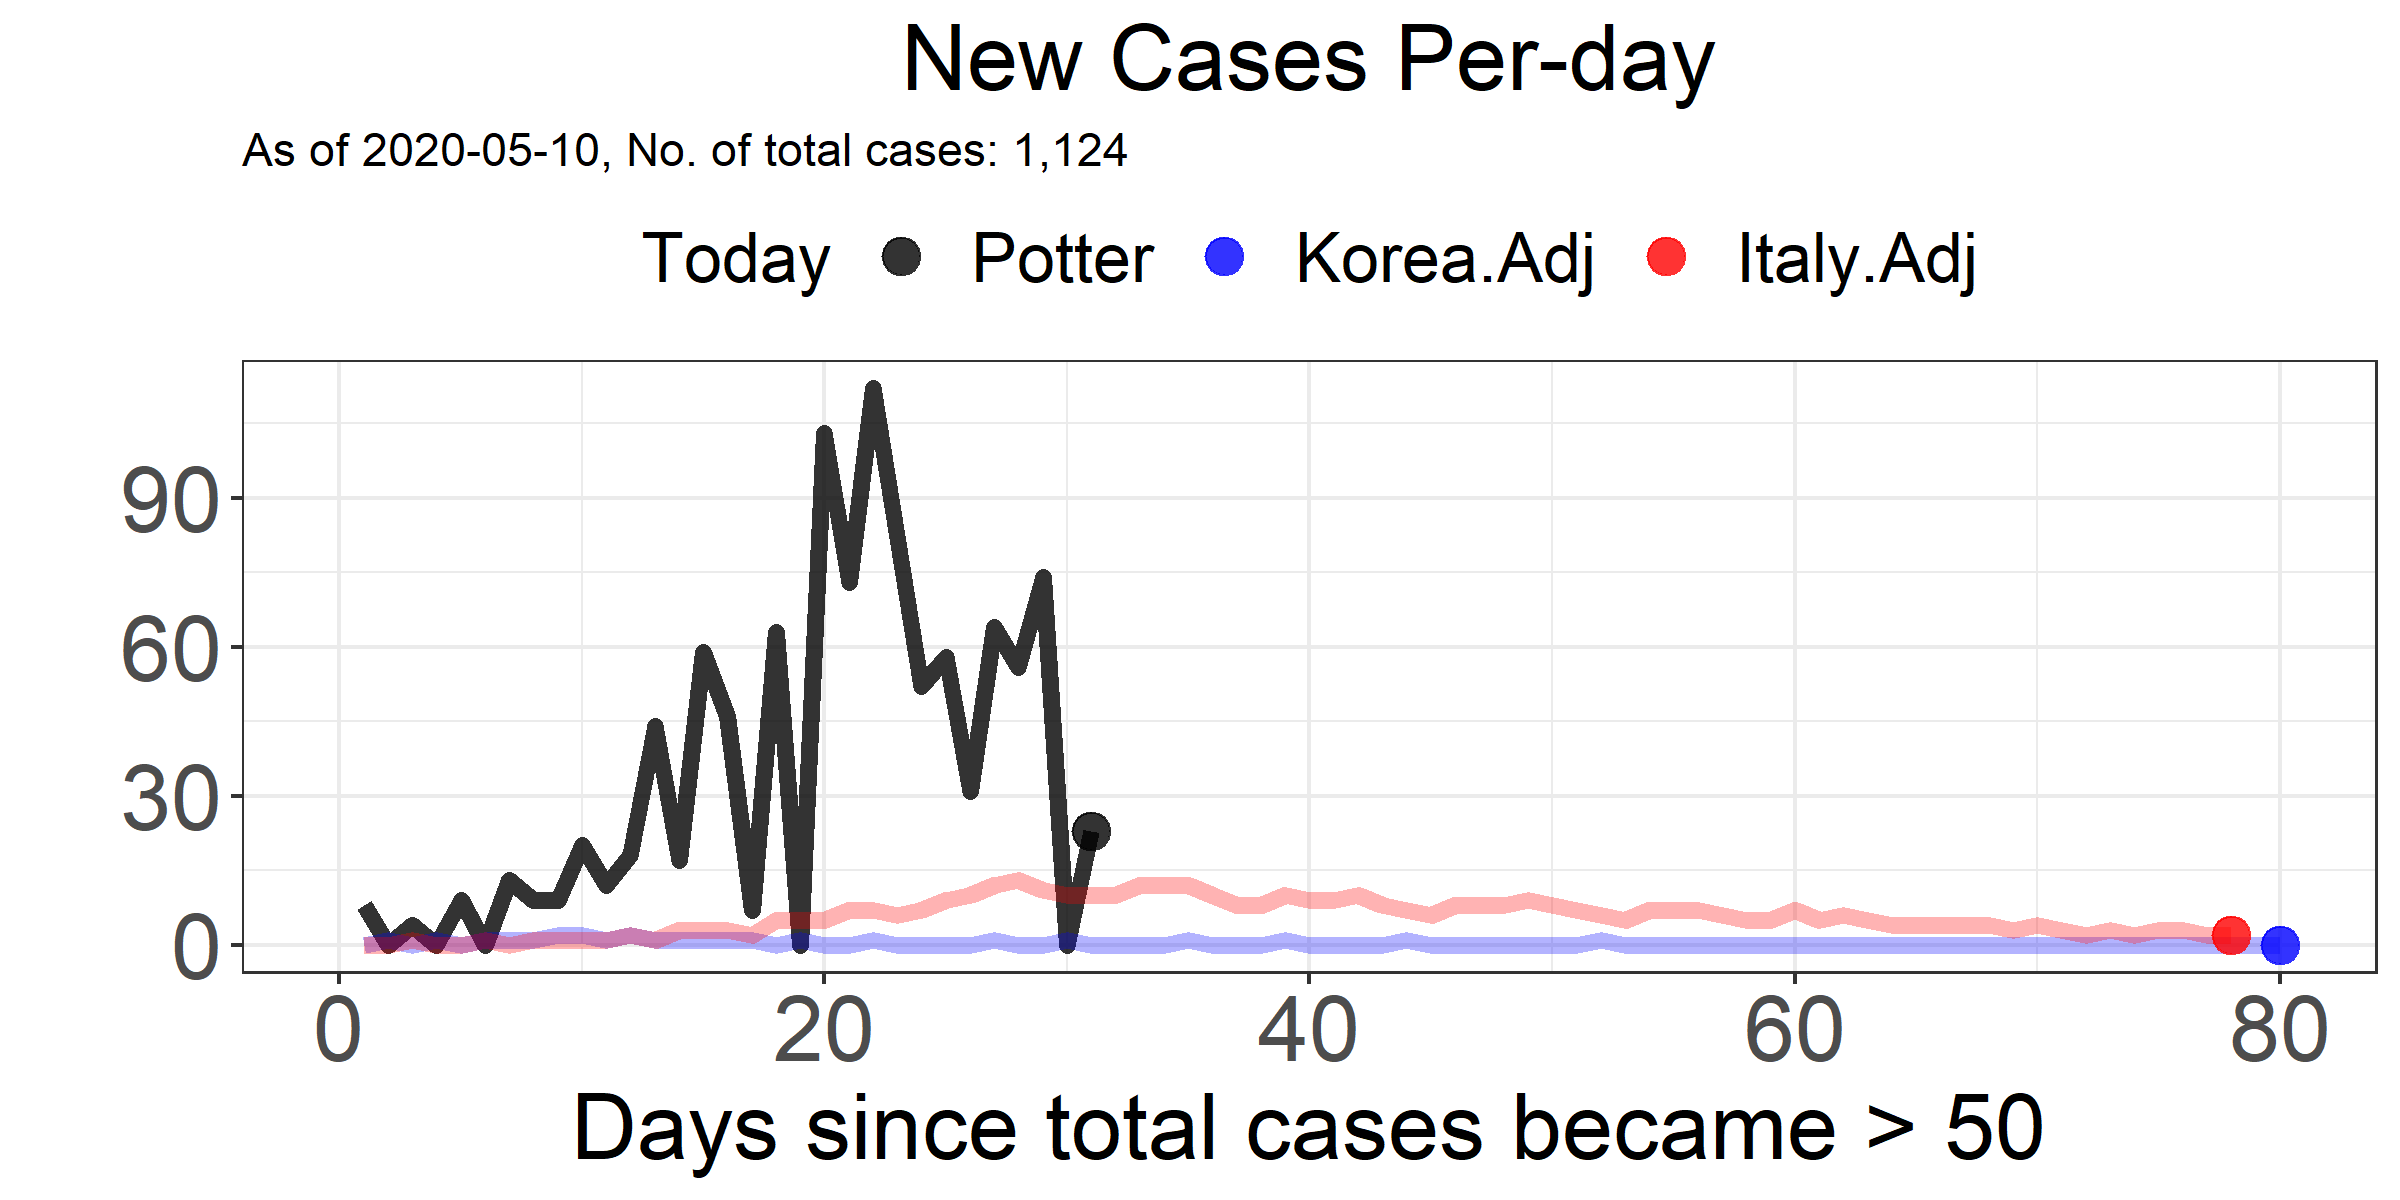 New Cases Per-day
As of 2020-05-10, No. of total cases: 1,124
Today Potter Korea.Adj Italy.Adj
90
60
30
0
0 20 40 60 80
Days since total cases became > 50